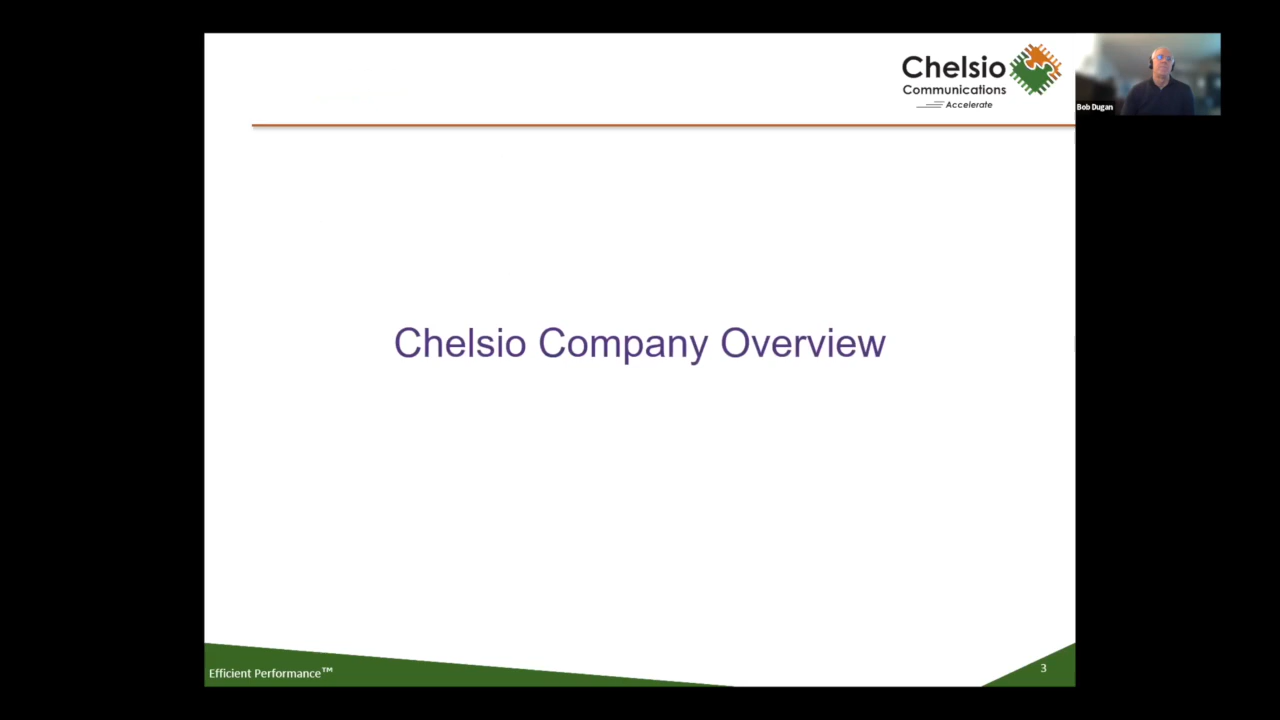 Chelsio
Communications
Accelerate
Bob Dugan
Chelsio Company Overview
Efficient Performance™
3